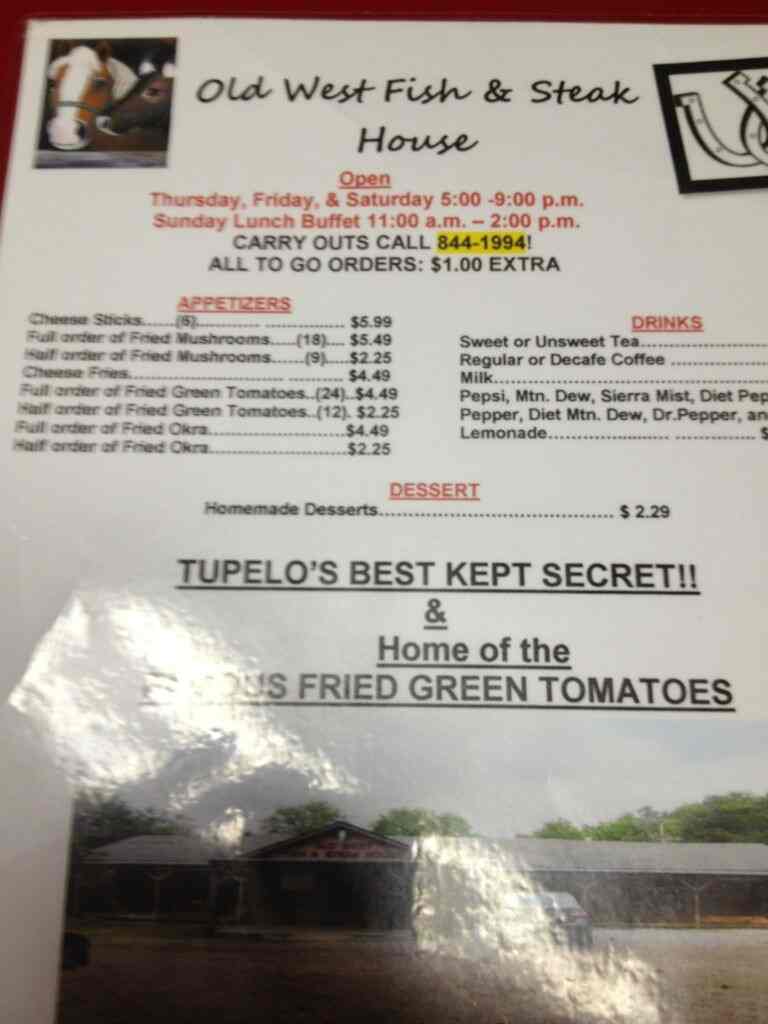 Old West Fish & Steak
House
Open
Thursday, Friday, & Saturday 5:00 -9:00 p.m.
Sunday Lunch Buffet 11:00 a.m. – 2:00 p.m.
CARRY OUTS CALL 844-1994!
ALL TO GO ORDERS: $1.00 EXTRA
APPETIZERS
Cheese Sticks......(6).............. ................. $5.99
Full order of Fried Mushrooms.....(18).... $5.49
Half order of Fried Mushrooms......(9)....$2.25
Cheese Fries................................ ........... $4.49
Full order of Fried Green Tomatoes..(24)..$4.49
Half order of Fried Green Tomatoes..(12). $2.25
Full order of Fried Okra...........................$4.49
Half order of Fried Okra...........................$2.25
DRINKS
Sweet or Unsweet Tea
Regular or Decafe Coffee
Milk
Pepsi, Mtn. Dew, Sierra Mist, Diet
Pepper, Diet Mtn. Dew, Dr.Pepper,
Lemonade........................ ................ $
DESSERT
Homemade Desserts....................................... $ 2.29
TUPELO'S BEST KEPT SECRET!!
&
Home of the
FRIED GREEN TOMATOES